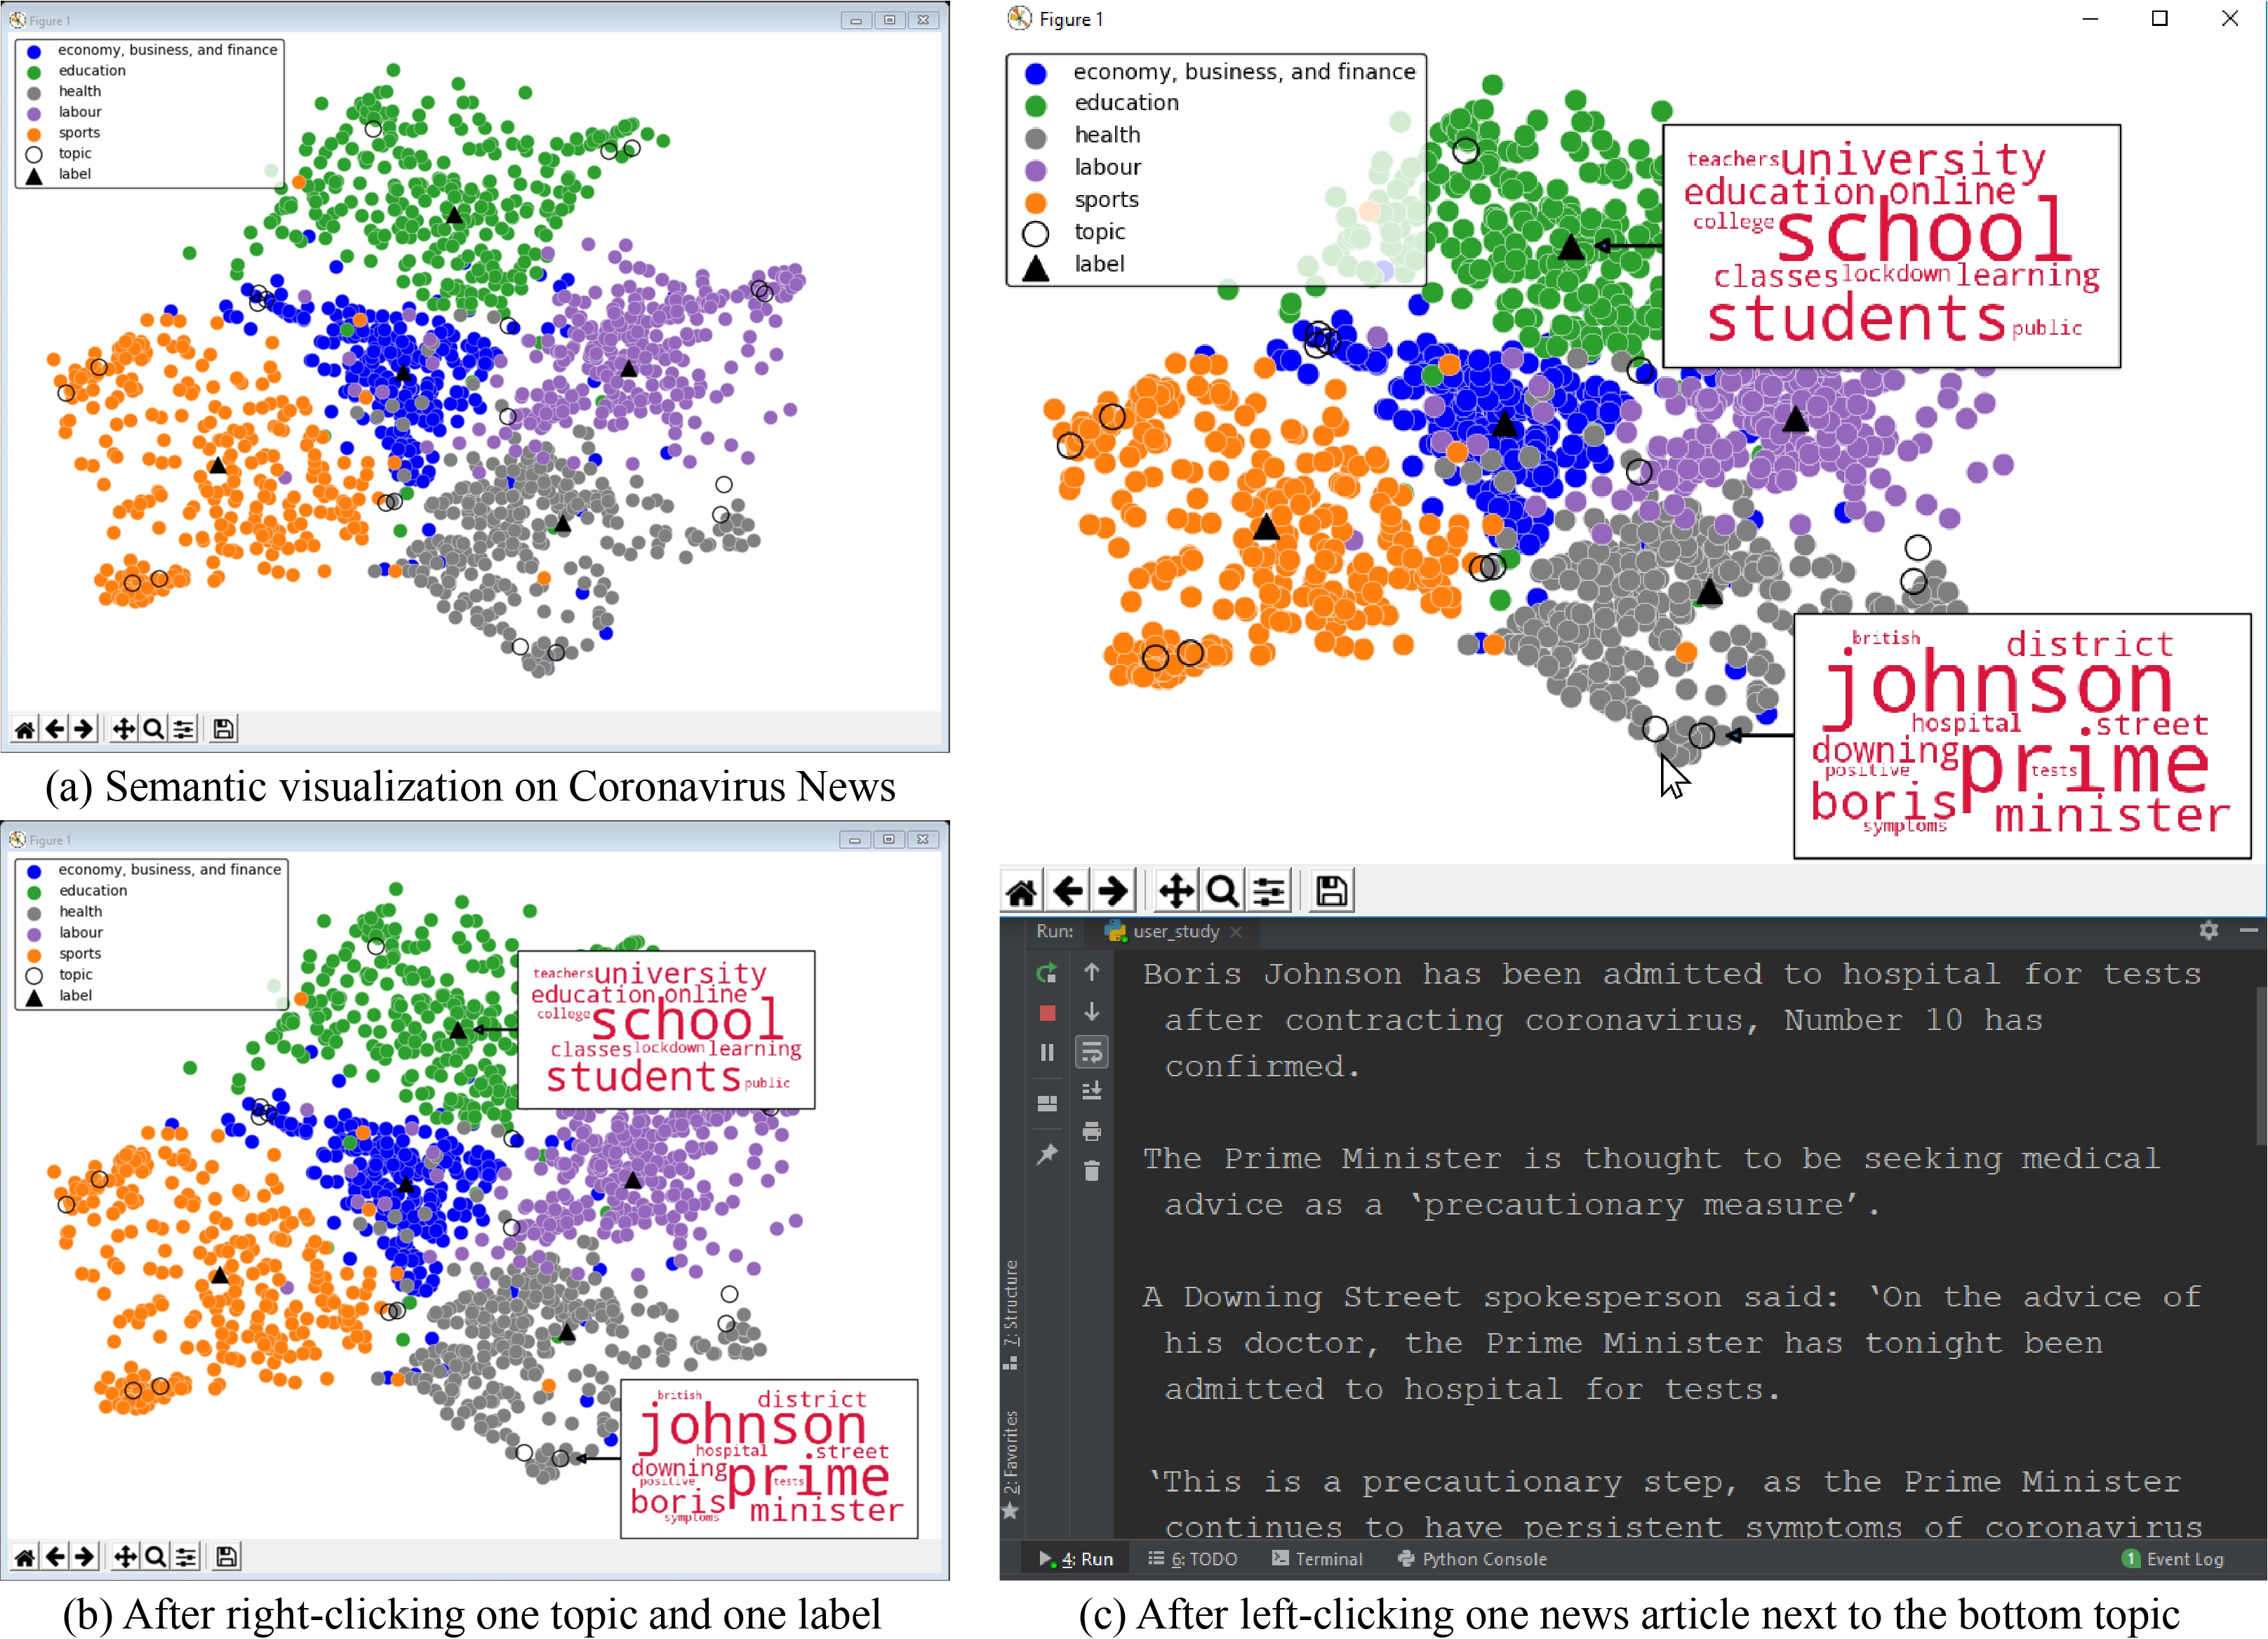 Figure 1
economy, business, and finance
education
health
labour
sports
topic
label
(a) Semantic visualization on Coronavirus News
Figure 1
economy, business, and finance
education
health
labour
sports
topic
label
teachers university
education online
college school
classes lockdown learning
students public
british district
johnson
hospital street
downing prime
positive tests
boris minister
symptoms
(b) After right-clicking one topic and one label
Figure 1
economy, business, and finance
education
health
labour
sports
topic
label
teachers university
education online
college school
classes lockdown learning
students public
british district
johnson
hospital street
downing prime
positive tests
boris minister
symptoms
Run: user_study
Boris Johnson has been admitted to hospital for tests
after contracting coronavirus, Number 10 has
confirmed.
The Prime Minister is thought to be seeking medical
advice as a ‘precautionary measure’.
A Downing Street spokesperson said: ‘On the advice of
his doctor, the Prime Minister has tonight been
admitted to hospital for tests.
‘This is a precautionary step, as the Prime Minister
continues to have persistent symptoms of coronavirus
7: Structure
2: Favorites
4: Run 6: TODO Terminal Python Console 1 Event Log
(c) After left-clicking one news article next to the bottom topic